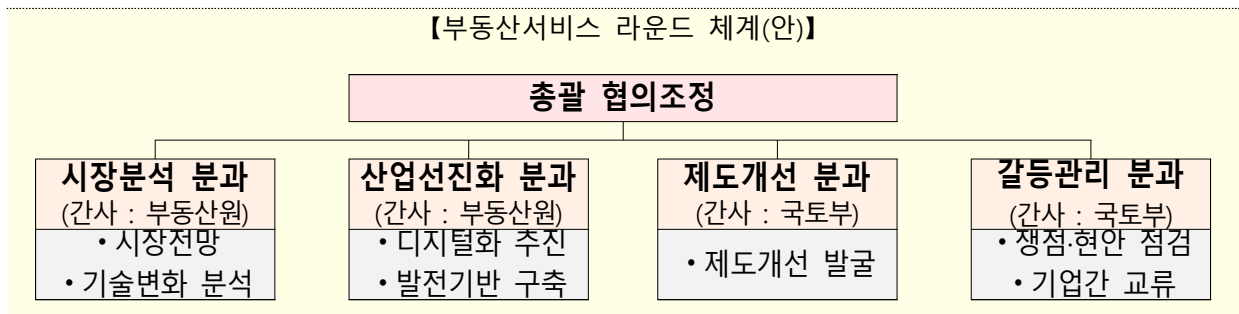 【부동산서비스 라운드 체계(안)】
총괄 협의조정
시장분석 분과
(간사 : 부동산원)
• 시장전망
• 기술변화 분석
산업선진화 분과
(간사 : 부동산원)
• 디지털화 추진
• 발전기반 구축
제도개선 분과
(간사 : 국토부)
• 제도개선 발굴
갈등관리 분과
(간사 : 국토부)
• 쟁점·현안 점검
• 기업간 교류